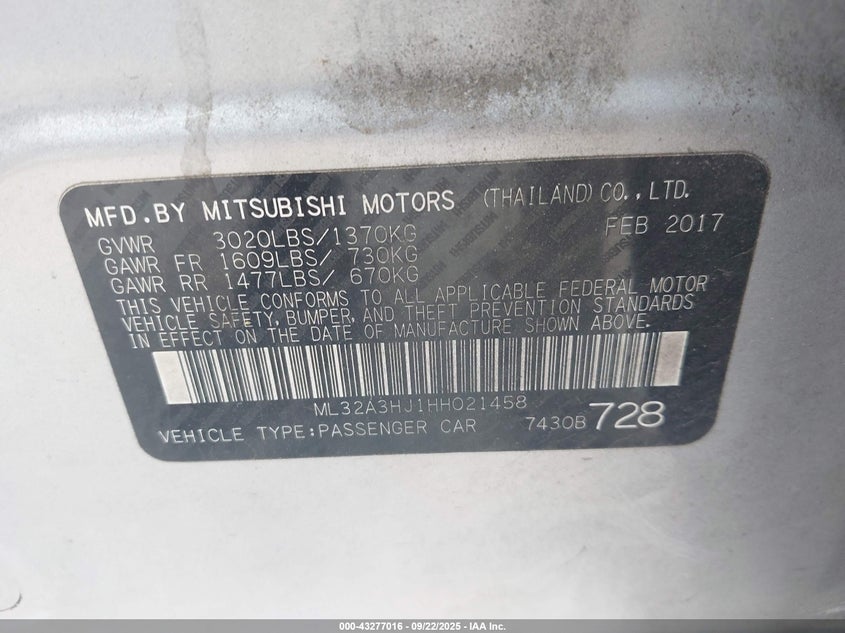 MFD.BY MITSUBISHI MOTORS (THAILAND) CO., LTD.
GVWR 3020LBS/1370KG FEB 2017
GAWR FR 1609LBS/ 730KG
GAWR RR 1477LBS/ 670KG
THIS VEHICLE CONFORMS TO ALL APPLICABLE FEDERAL MOTOR
VEHICLE SAFETY, BUMPER, AND THEFT PREVENTION STANDARDS
IN EFFECT ON THE DATE OF MANUFACTURE SHOWN ABOVE.
ML32A3HJ1HH021458
VEHICLE TYPE:PASSENGER CAR 7430B 728
000-43277016 - 09/22/2025 - IAA Inc.